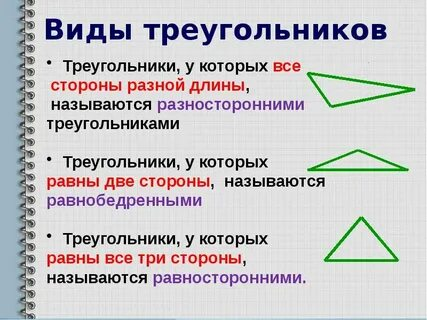 Виды треугольников
• Треугольники, у которых все
стороны разной длины,
называются разносторонними
треугольниками
• Треугольники, у которых
равны две стороны, называются
равнобедренными
• Треугольники, у которых
равны все три стороны,
называются равносторонними.